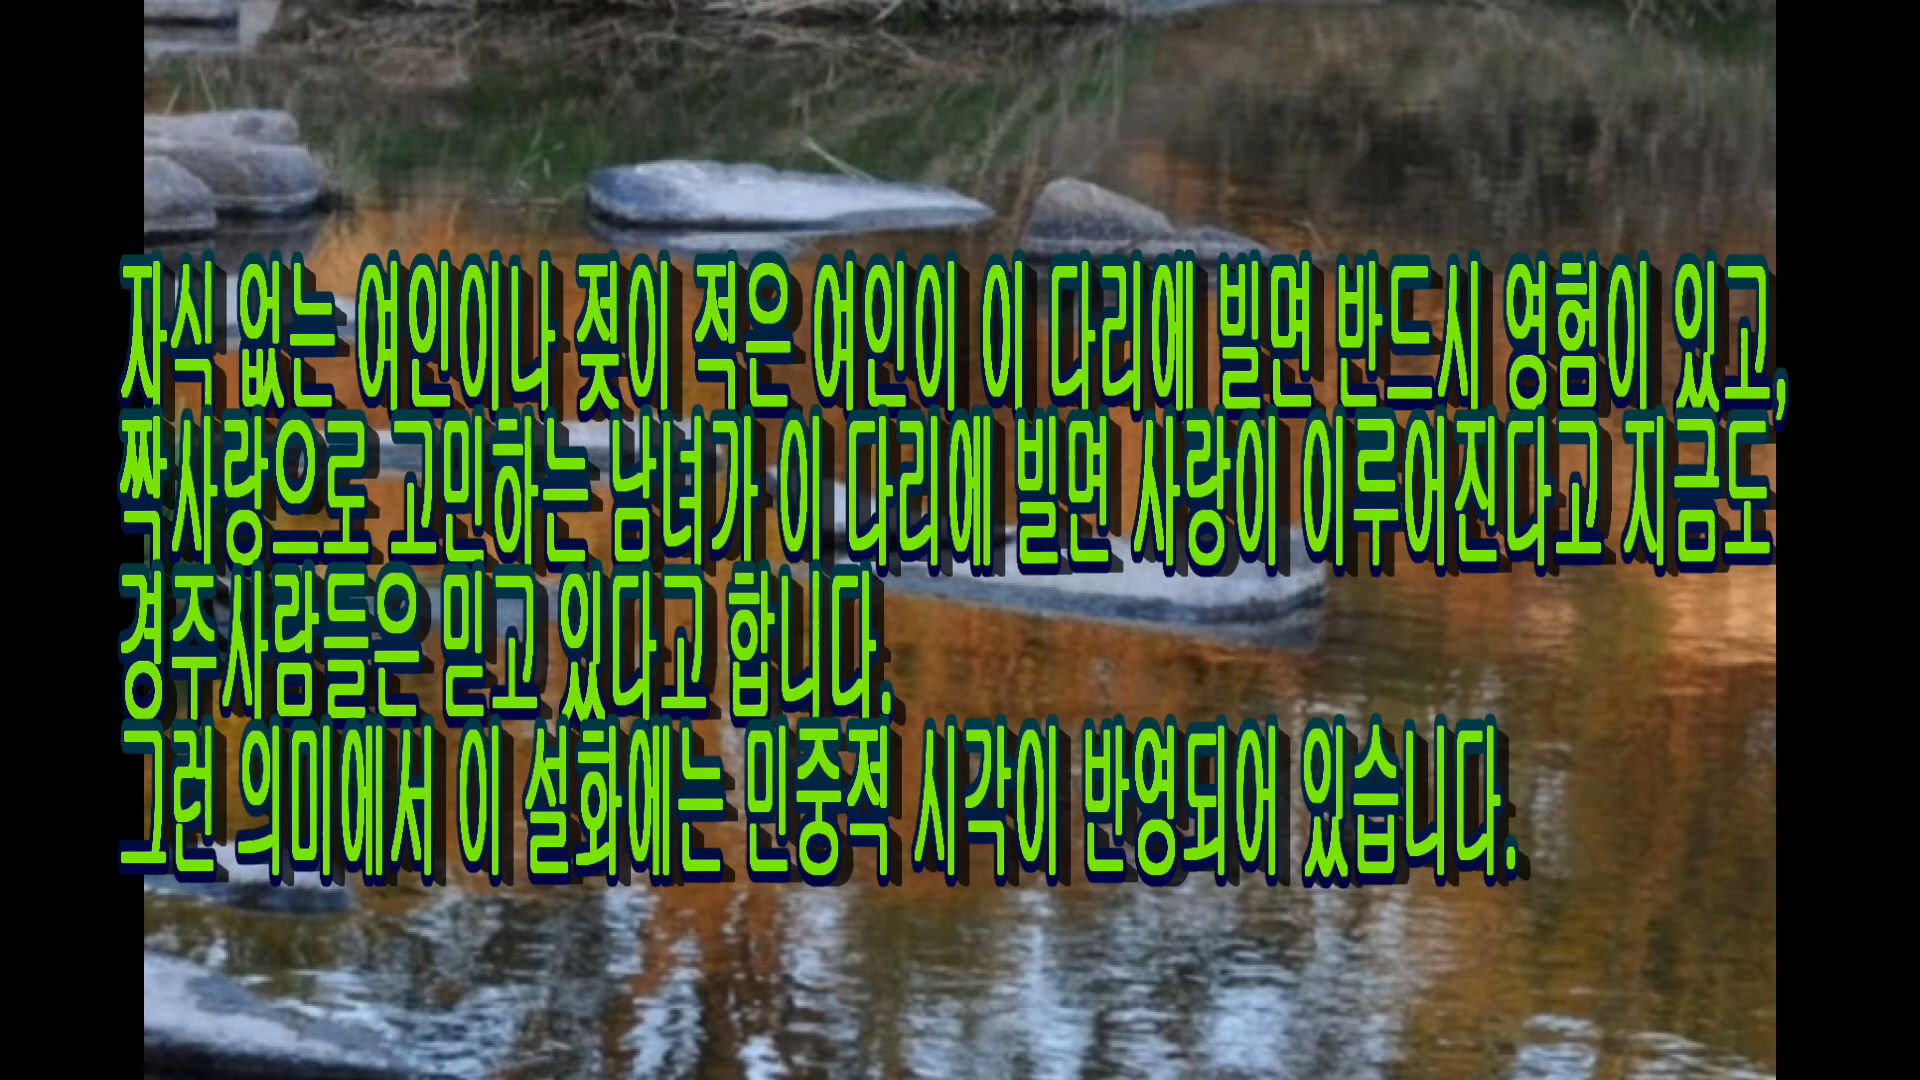 자식 없는 여인이나 젖이 적은 여인이 이 다리에 빌면 반드시 영험이 있고,
짝사랑으로 고민하는 남녀가 이 다리에 빌면 사랑이 이루어진다고 지금도
경주사람들은 믿고 있다고 합니다.
그런 의미에서 이 설화에는 민중적 시각이 반영되어 있습니다.